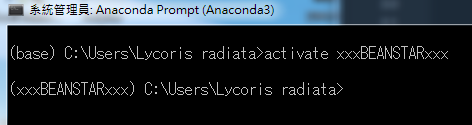 系統管理員: Anaconda Prompt (Anaconda3)
(base) C:\Users\Lycoris radiata>activate xxxBEANSTARxxx
(xxxBEANSTARxxx) C:\Users\Lycoris radiata>